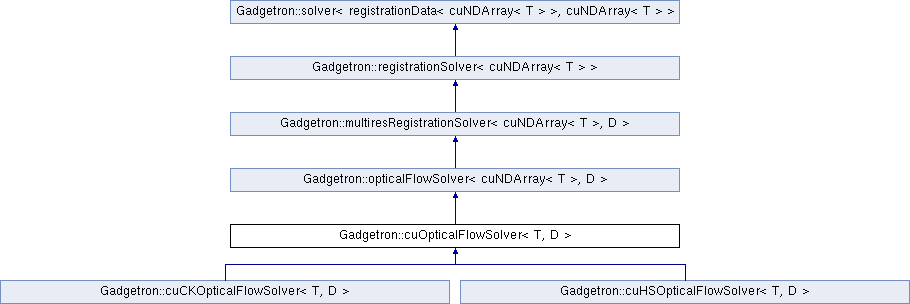 Gadgetron::solver< registrationData< cuNDArray< T > >, cuNDArray< T > >
Gadgetron::registrationSolver< cuNDArray< T > >
Gadgetron::multiresRegistrationSolver< cuNDArray< T >, D >
Gadgetron::opticalFlowSolver< cuNDArray< T >, D >
Gadgetron::cuOpticalFlowSolver< T, D >
Gadgetron::cuCKOpticalFlowSolver< T, D >
Gadgetron::cuHSOpticalFlowSolver< T, D >